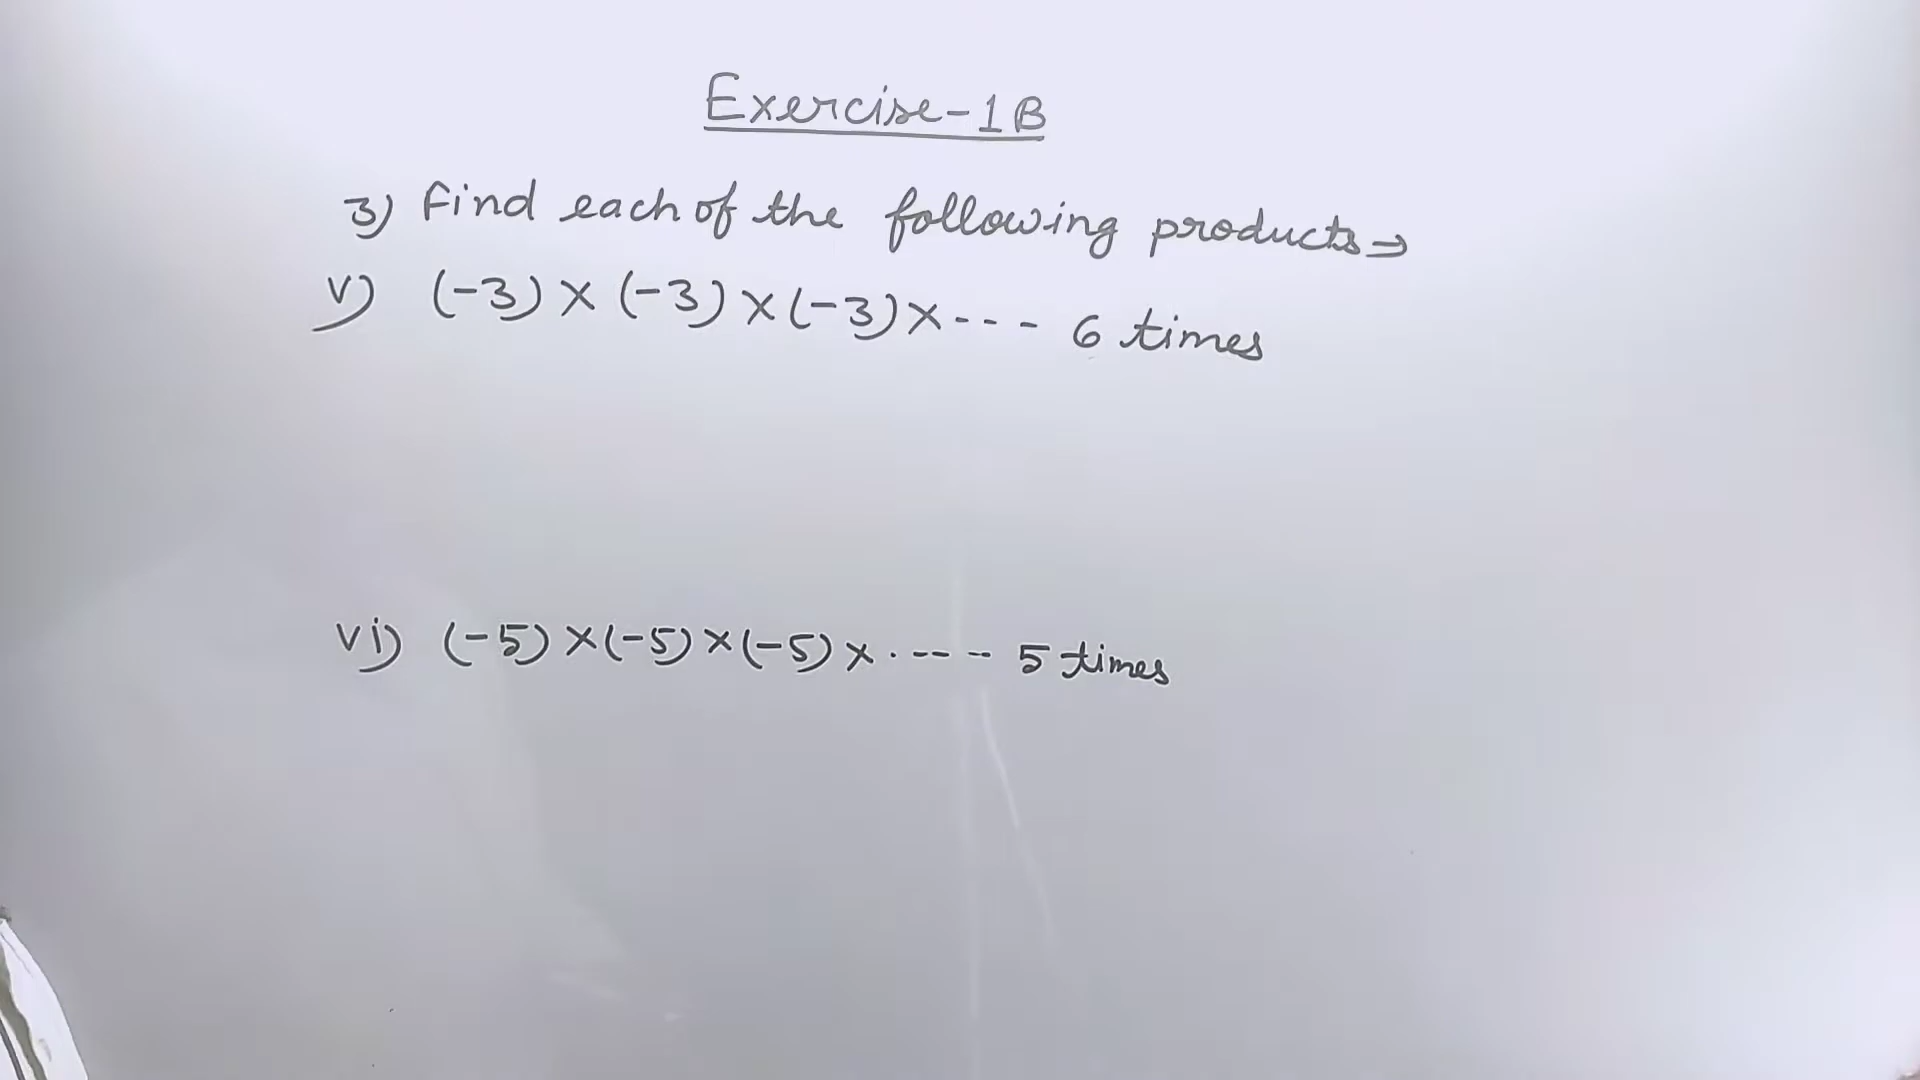 Exercise-1B
3) Find each of the following products→
v) (-3) × (-3) × (-3) × --- 6 times
vi) (-5) × (-5) × (-5) × .--- 5 times